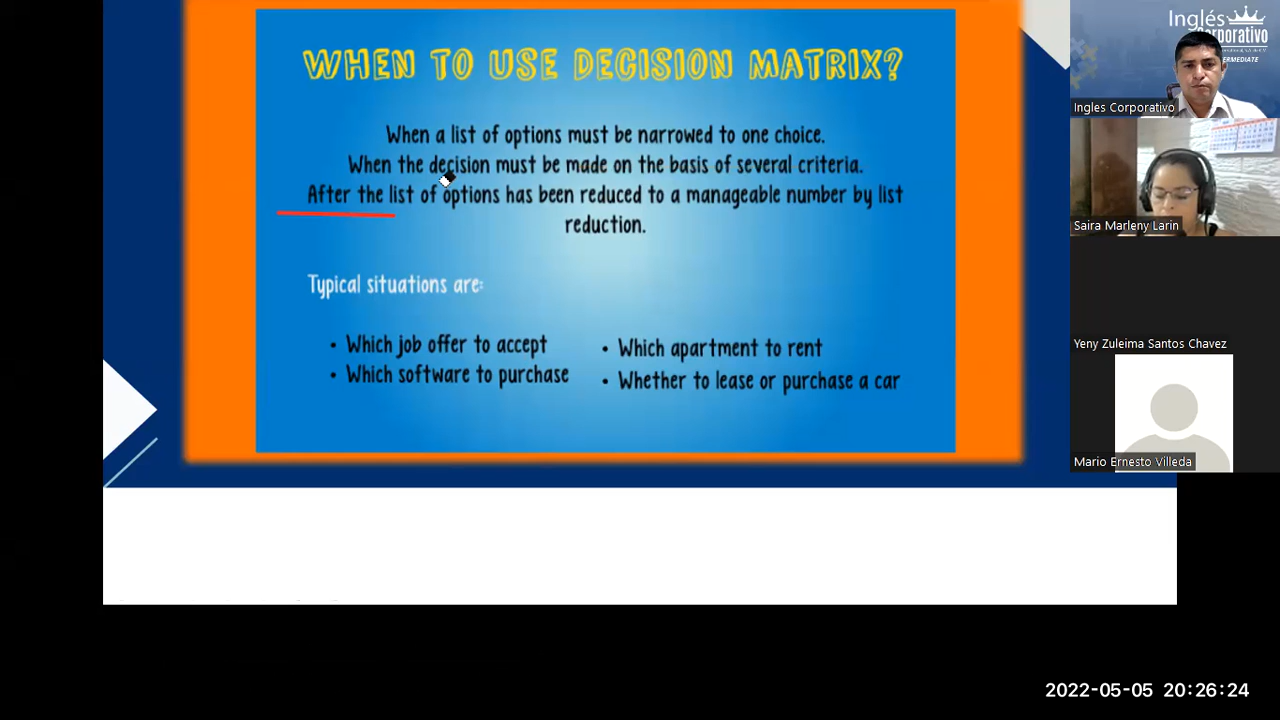 WHEN TO USE DECISION MATRIX?
When a list of options must be narrowed to one choice.
When the decision must be made on the basis of several criteria.
After the list of options has been reduced to a manageable number by list
reduction.
Typical situations are:
• Which job offer to accept
• Which software to purchase
• Which apartment to rent
• Whether to lease or purchase a car
Inglés
Corporativo
Ingles Corporativo
Saira Marleny Larin
Yeny Zuleima Santos Chavez
Mario Ernesto Villeda
2022-05-05 20:26:24